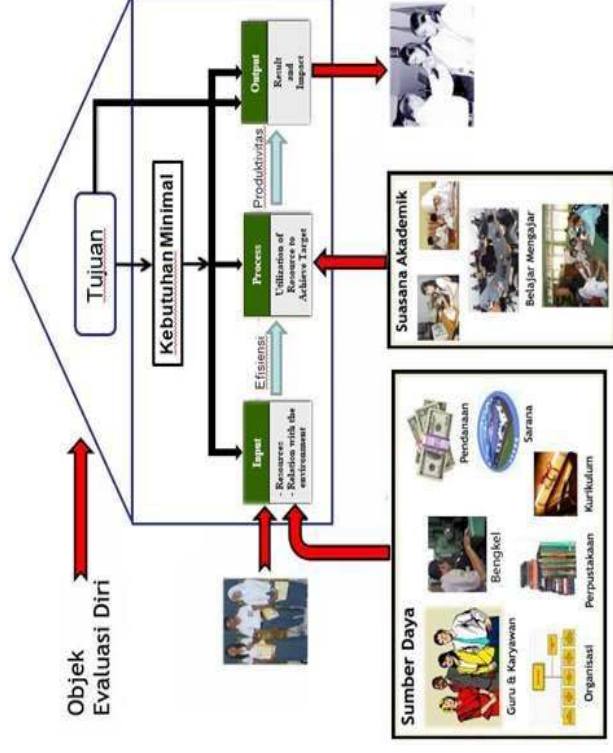 Objek
Evaluasi Diri
Tujuan
Kebutuhan Minimal
Input
- Resources
- Relation with the
environment
Efisiensi
Process
Utilization of
Resource to
Achieve Target
Produktivitas
Output
Result
and
Impact
Sumber Daya
Guru & Karyawan
Bengkel
Pendanaan
Sarana
Organisasi
Perpustakaan
Kurikulum
Suasana Akademik
Belajar Mengajar